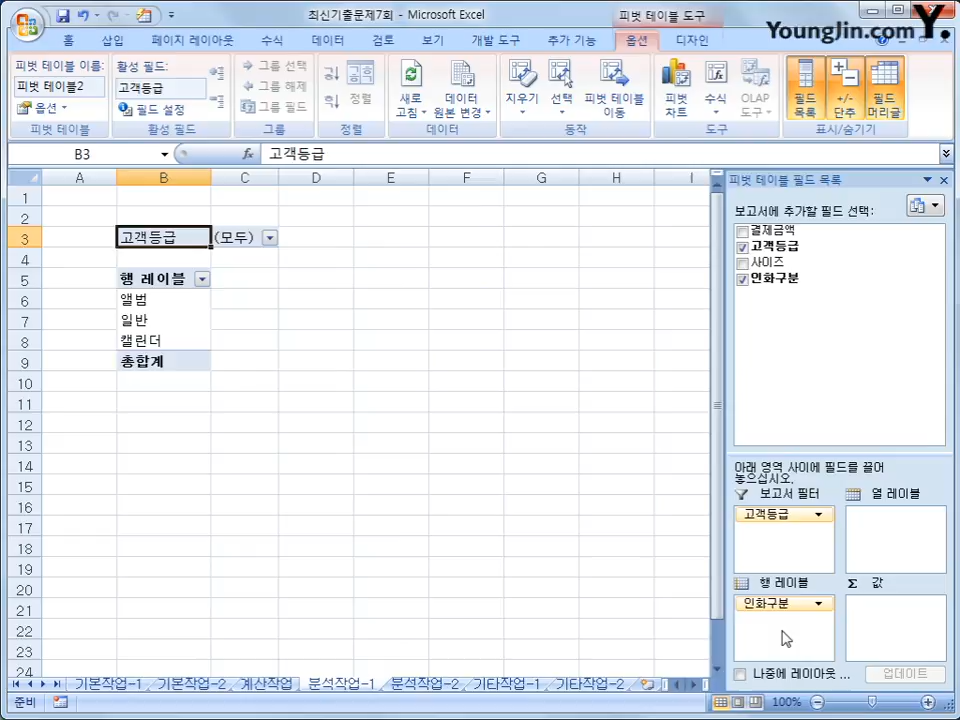 최신기출문제7회 - Microsoft Excel
피벗 테이블 도구
YoungJin.com Y.
홈 삽입 페이지 레이아웃 수식 데이터 검토 보기 개발 도구 추가 기능 옵션 디자인
피벗 테이블 이름:
피벗 테이블2
옵션
피벗 테이블
활성 필드:
고객등급
필드 설정
활성 필드
그룹 선택
그룹 해제
그룹 필드
그룹
정렬
정렬
새로 고침
데이터 원본 변경
데이터
지우기
선택
피벗 테이블 이동
동작
피벗 차트
수식
OLAP 도구
도구
필드 목록
+/- 단추
필드 머리글
표시/숨기기
B3
fx
고객등급
A B C D E F G H I
1
2
3 고객등급 (모두)
4
5 행 레이블
6 앨범
7 일반
8 캘린더
9 총합계
10
11
12
13
14
15
16
17
18
19
20
21
22
23
24
피벗 테이블 필드 목록
보고서에 추가할 필드 선택:
결제금액
고객등급
사이즈
인화구분
아래 영역 사이에 필드를 끌어
놓으십시오.
보고서 필터
열 레이블
고객등급
행 레이블
Σ 값
인화구분
나중에 레이아웃 ...
업데이트
기본작업-1 기본작업-2 계산작업 분석작업-1 분석작업-2 기타작업-1 기타작업-2
준비
100%